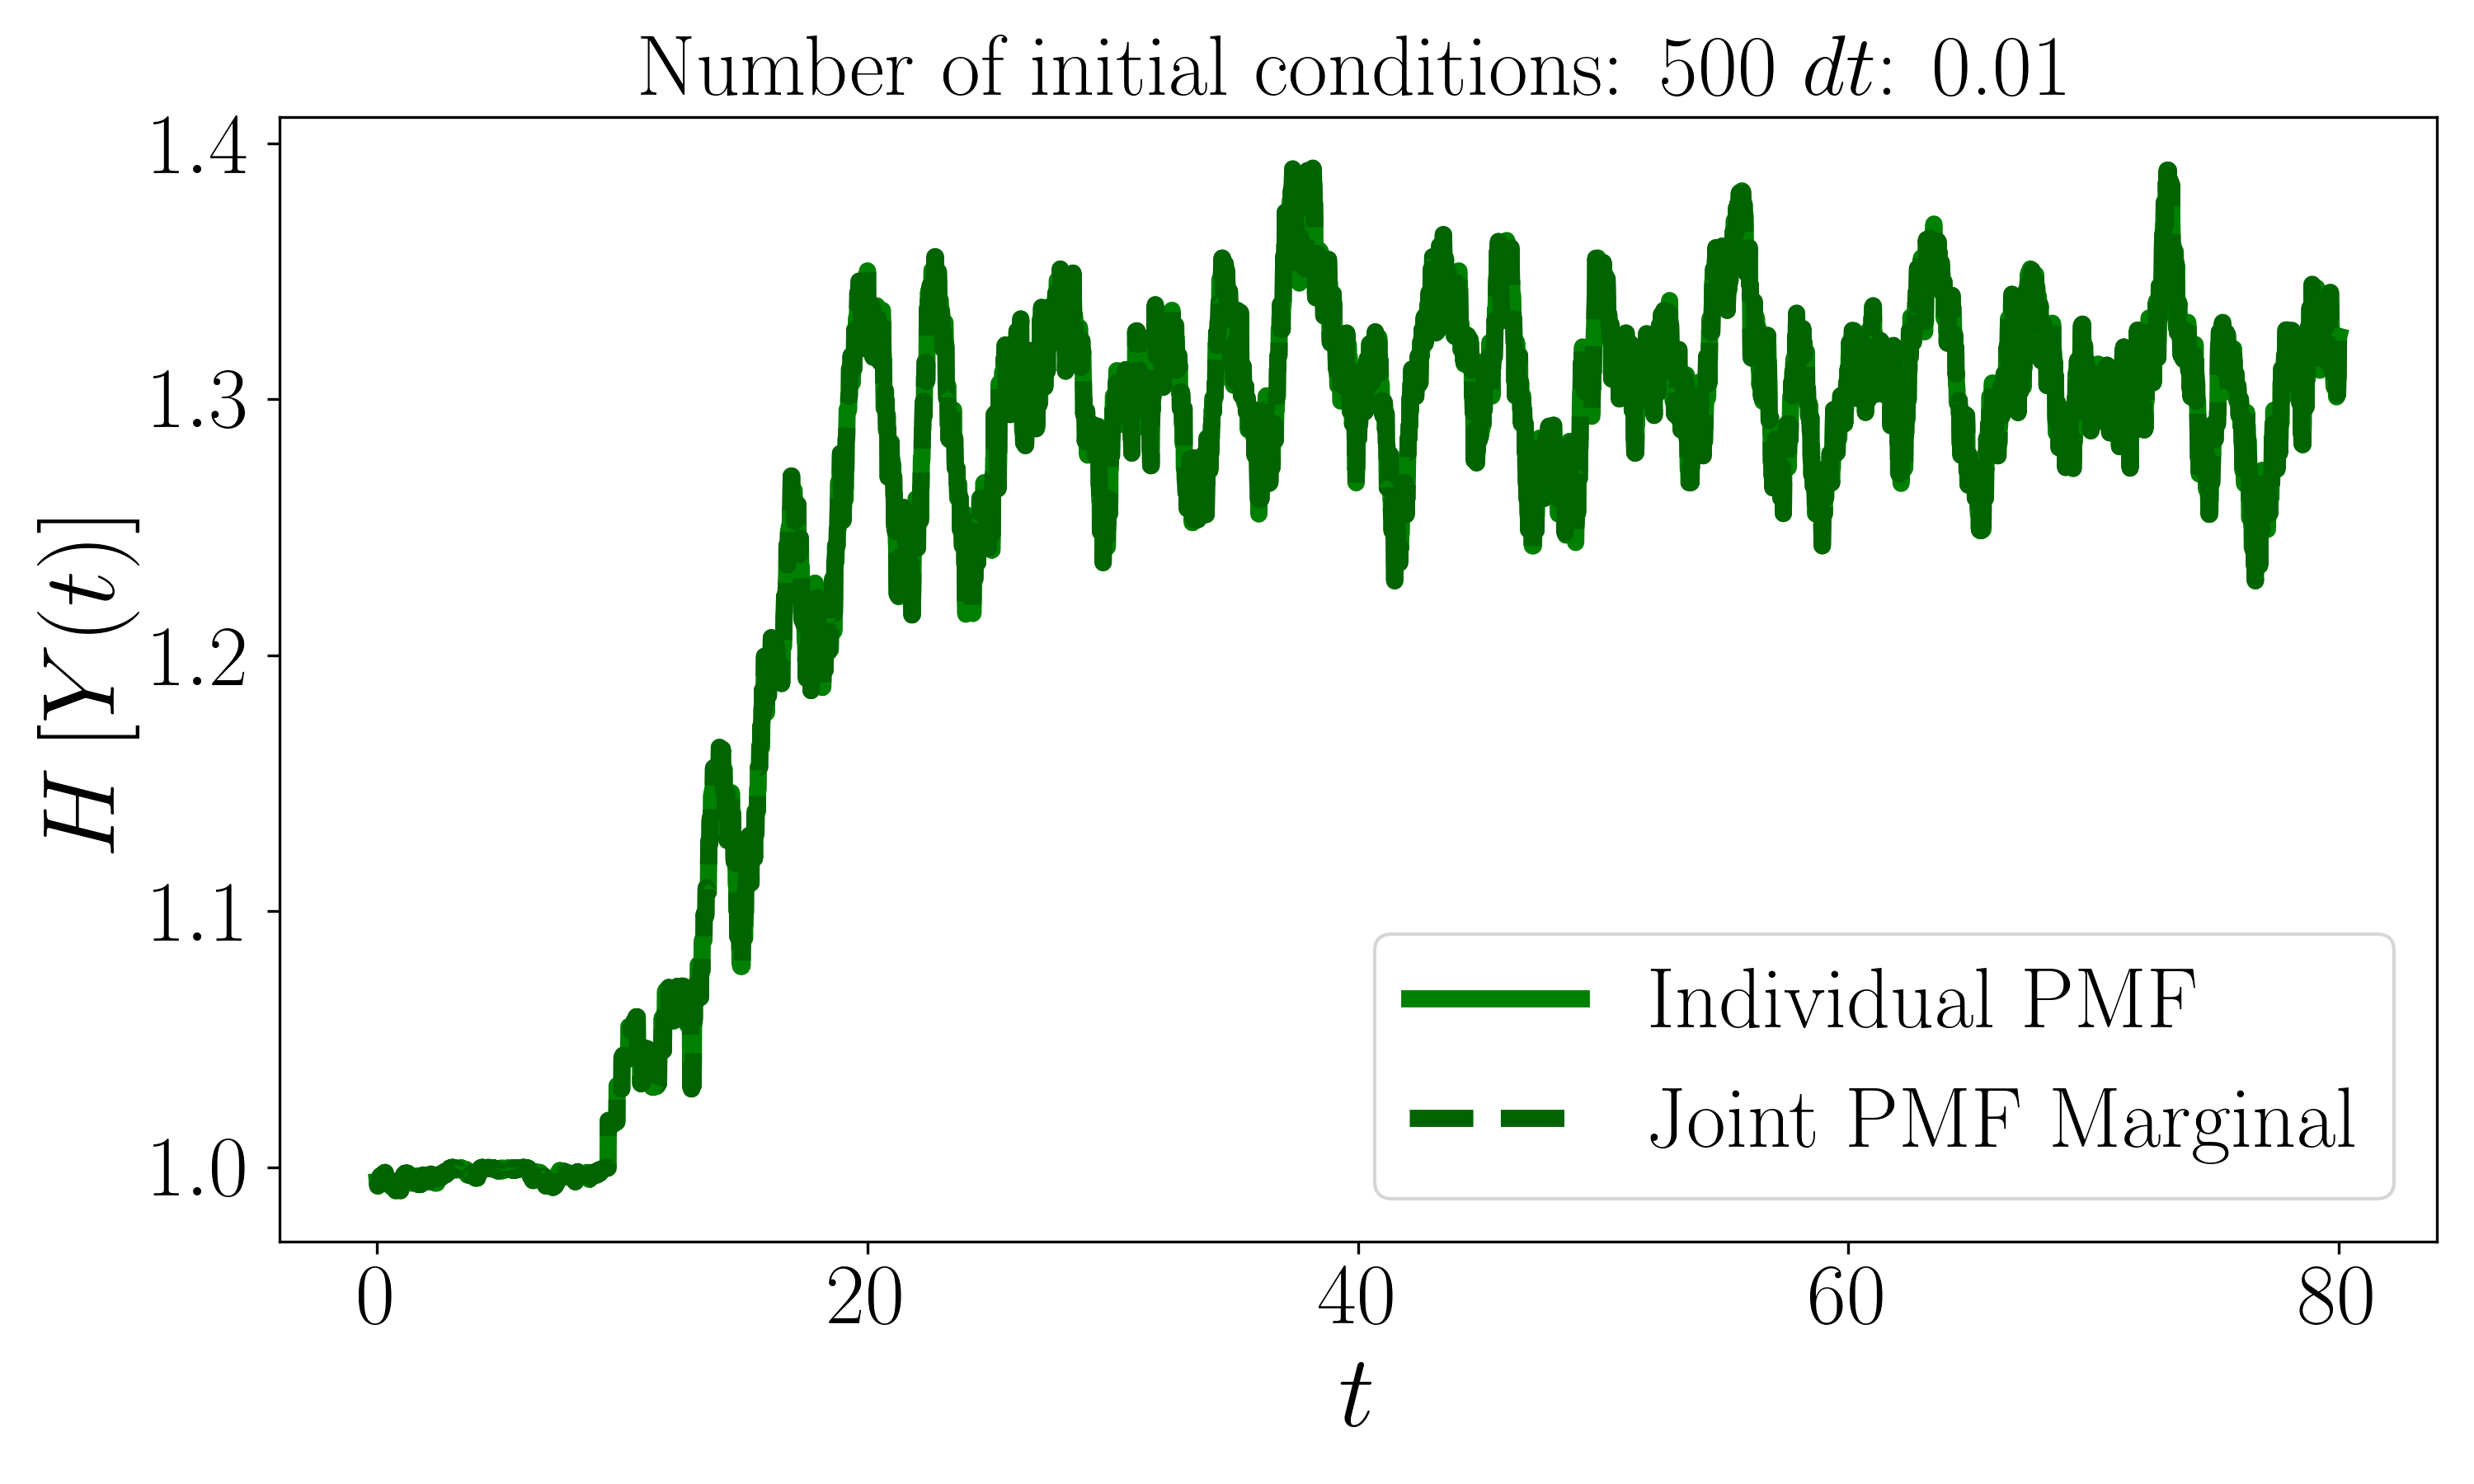 Number of initial conditions: 500 dt: 0.01
H [Y(t)]
1.4
1.3
1.2
1.1
1.0
Individual PMF
Joint PMF Marginal
0 20 40 60 80
t